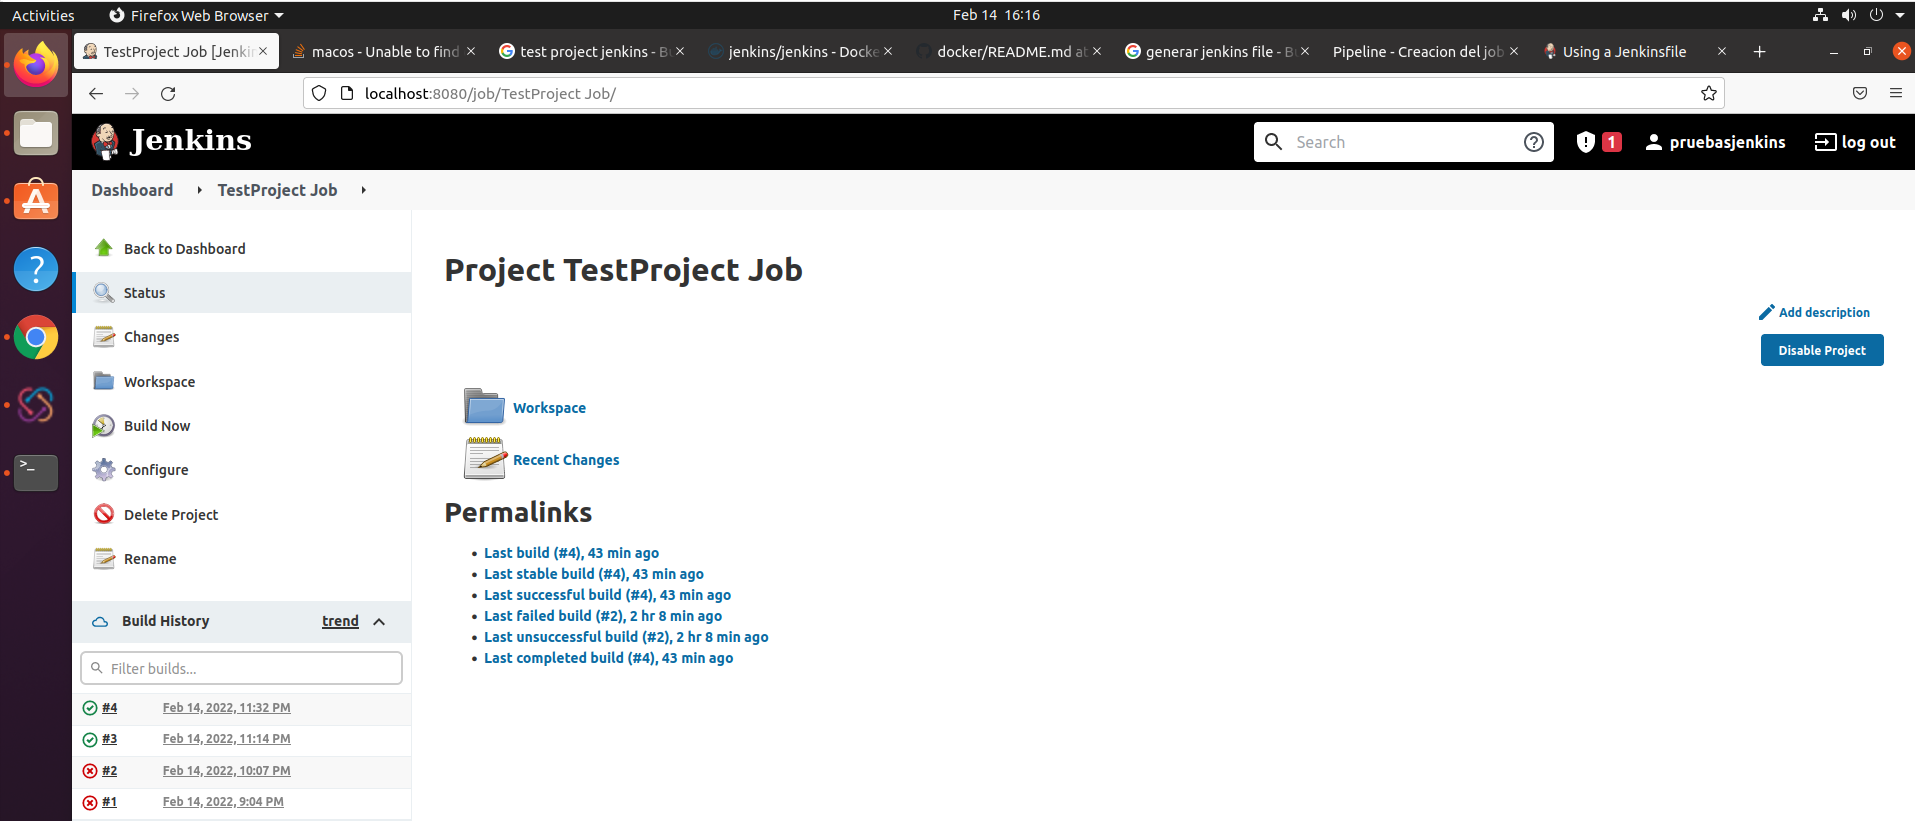 Activities Firefox Web Browser Feb 14 16:16
TestProject Job [Jenki macos - Unable to find test project jenkins - Bu jenkins/jenkins - Docke docker/README.md at generar jenkins file - Bu Pipeline - Creacion del job Using a Jenkinsfile
localhost:8080/job/TestProject Job/
Jenkins Search 1 pruebasjenkins log out
Dashboard TestProject Job
Back to Dashboard
Status
Changes
Workspace
Build Now
Configure
Delete Project
Rename
Build History trend
Filter builds...
#4 Feb 14, 2022, 11:32 PM
#3 Feb 14, 2022, 11:14 PM
#2 Feb 14, 2022, 10:07 PM
#1 Feb 14, 2022, 9:04 PM
Project TestProject Job
Add description
Disable Project
Workspace
Recent Changes
Permalinks
Last build (#4), 43 min ago
Last stable build (#4), 43 min ago
Last successful build (#4), 43 min ago
Last failed build (#2), 2 hr 8 min ago
Last unsuccessful build (#2), 2 hr 8 min ago
Last completed build (#4), 43 min ago